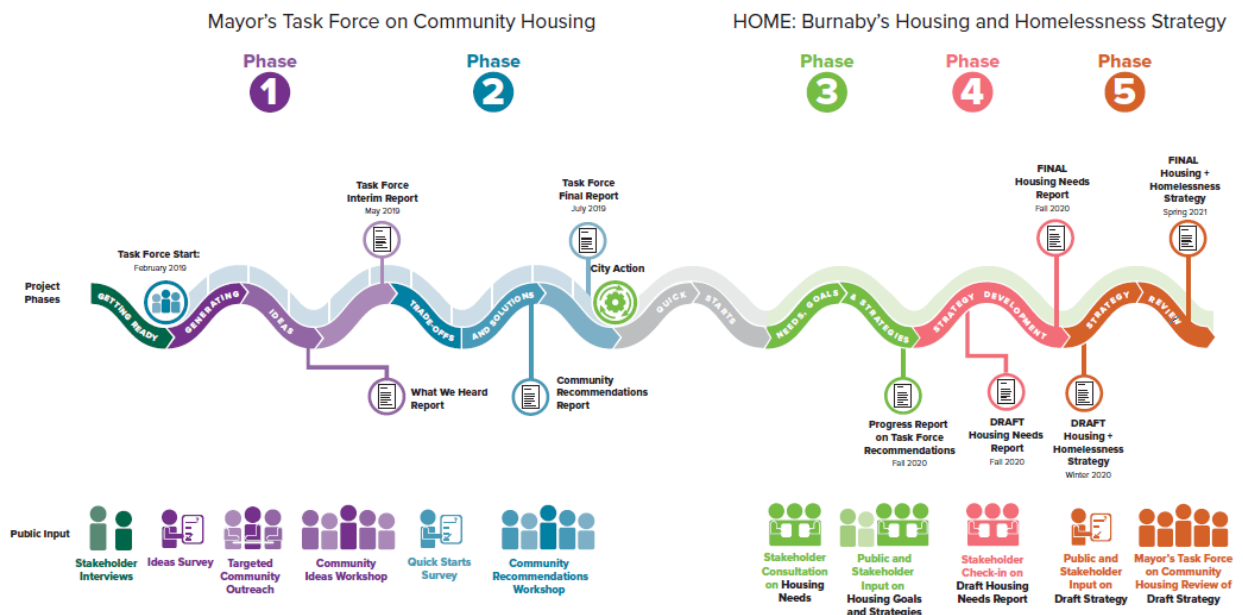 Mayor's Task Force on Community Housing
HOME: Burnaby's Housing and Homelessness Strategy
Phase
1
Phase
2
Phase
3
Phase
4
Phase
5
Task Force Start:
February 2019
Task Force
Interim Report
May 2019
Task Force
Final Report
July 2019
City Action
FINAL
Housing Needs
Report
Fall 2020
FINAL
Housing +
Homelessness
Strategy
Spring 2021
Project
Phases
GETTING READY
GENERATING
IDEAS
TRADE-OFFS
AND SOLUTIONS
QUICK
STARTS
NEEDS, GOALS
& STRATEGIES
STRATEGY DEVELOPMENT
STRATEGY
REVIEW
What We Heard
Report
Community
Recommendations
Report
Progress Report
on Task Force
Recommendations
Fall 2020
DRAFT
Housing Needs
Report
Fall 2020
DRAFT
Housing +
Homelessness
Strategy
Winter 2020
Public Input
Stakeholder
Interviews
Ideas Survey
Targeted
Community
Outreach
Community
Ideas Workshop
Quick Starts
Survey
Community
Recommendations
Workshop
Stakeholder
Consultation
on Housing
Needs
Public and
Stakeholder
Input on
Housing Goals
and Strategies
Stakeholder
Check-in on
Draft Housing
Needs Report
Public and
Stakeholder
Input on
Draft Strategy
Mayor's Task Force
on Community
Housing Review of
Draft Strategy